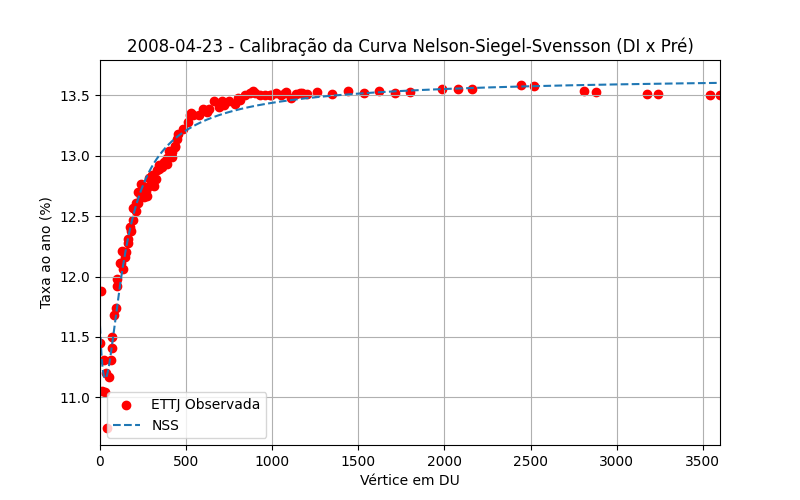 2008-04-23 - Calibração da Curva Nelson-Siegel-Svensson (DI x Pré)
Taxa ao ano (%)
13.5
13.0
12.5
12.0
11.5
11.0
ETTJ Observada
NSS
0 500 1000 1500 2000 2500 3000 3500
Vértice em DU